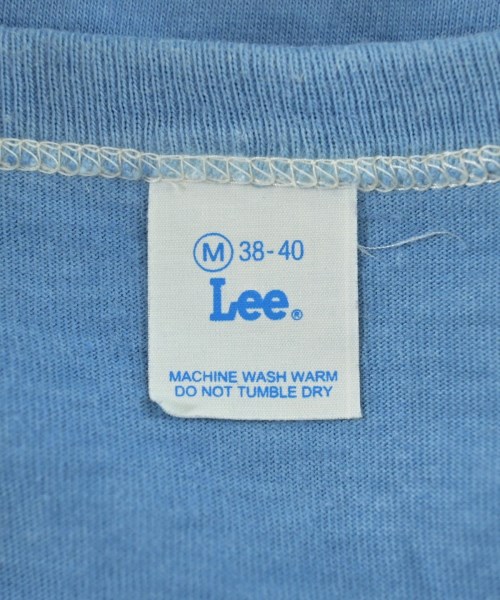 M 38-40
Lee®
MACHINE WASH WARM
DO NOT TUMBLE DRY